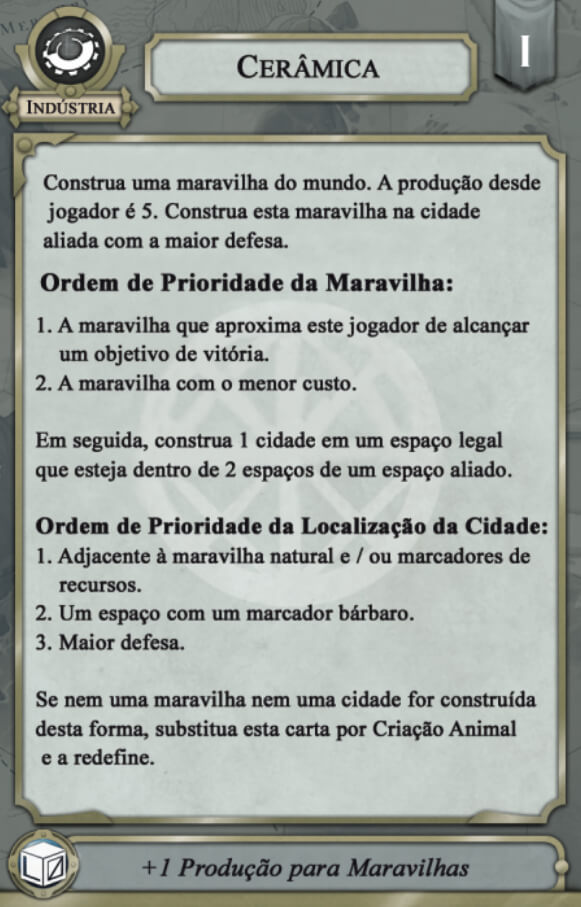 INDÚSTRIA
CERÂMICA
I
Construa uma maravilha do mundo. A produção desde
jogador é 5. Construa esta maravilha na cidade
aliada com a maior defesa.
Ordem de Prioridade da Maravilha:
1. A maravilha que aproxima este jogador de alcançar
um objetivo de vitória.
2. A maravilha com o menor custo.
Em seguida, construa 1 cidade em um espaço legal
que esteja dentro de 2 espaços de um espaço aliado.
Ordem de Prioridade da Localização da Cidade:
1. Adjacente à maravilha natural e / ou marcadores de
recursos.
2. Um espaço com um marcador bárbaro.
3. Maior defesa.
Se nem uma maravilha nem uma cidade for construída
desta forma, substitua esta carta por Criação Animal
e a redefine.
+1 Produção para Maravilhas